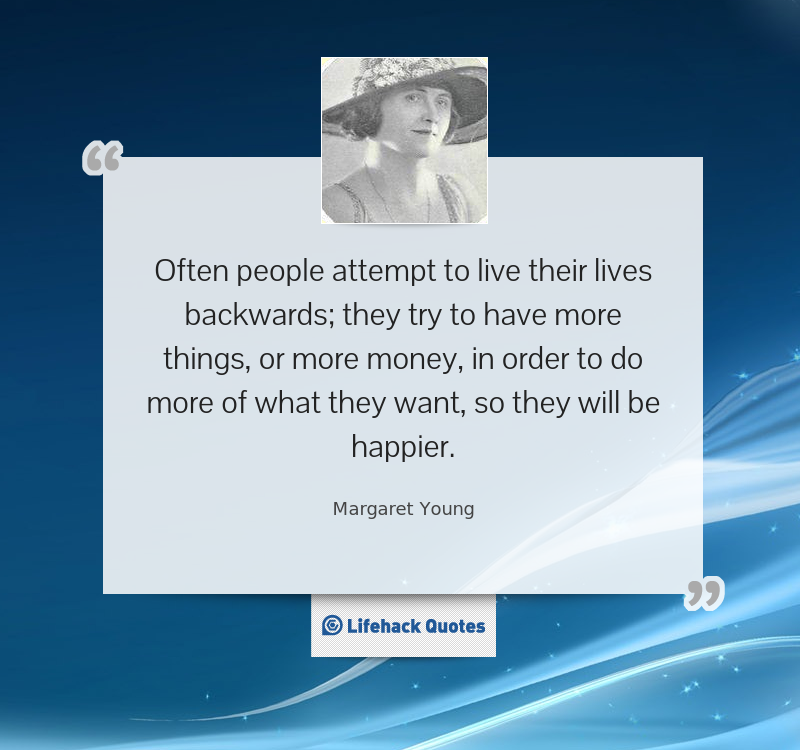 “
Often people attempt to live their lives
backwards; they try to have more
things, or more money, in order to do
more of what they want, so they will be
happier.
Margaret Young
”
Lifehack Quotes